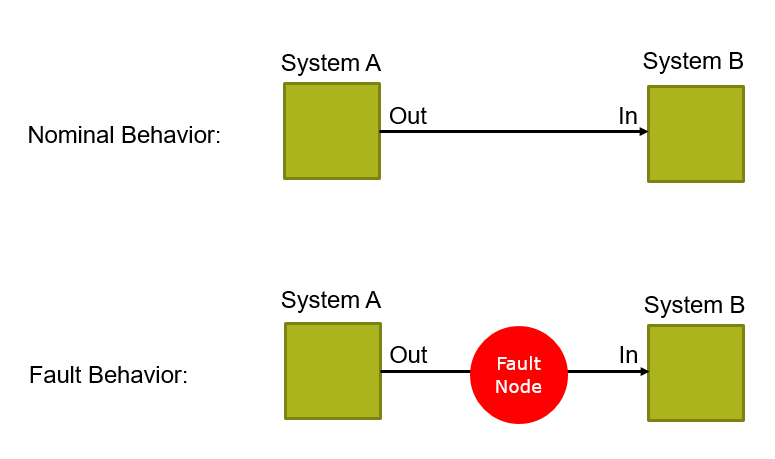 System A
System B
Out
In
Nominal Behavior:
System A
System B
Out
In
Fault
Node
Fault Behavior: